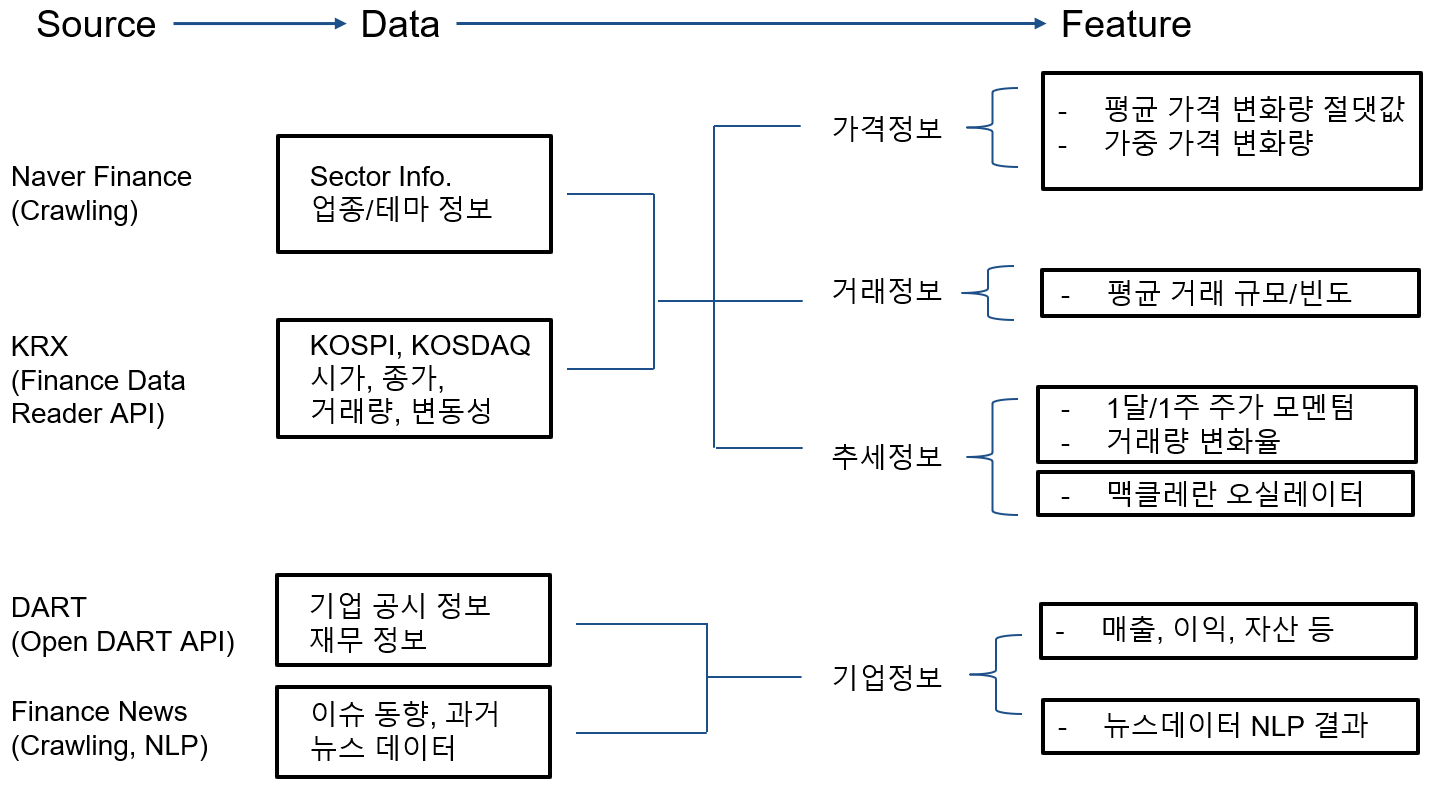 Source
Data
Feature
Naver Finance
(Crawling)
Sector Info.
업종/테마 정보
KRX
(Finance Data
Reader API)
KOSPI, KOSDAQ
시가, 종가,
거래량, 변동성
가격정보
- 평균 가격 변화량 절댓값
- 가중 가격 변화량
거래정보
- 평균 거래 규모/빈도
추세정보
- 1달/1주 주가 모멘텀
- 거래량 변화율
- 맥클레란 오실레이터
DART
(Open DART API)
기업 공시 정보
재무 정보
Finance News
(Crawling, NLP)
이슈 동향, 과거
뉴스 데이터
기업정보
- 매출, 이익, 자산 등
- 뉴스데이터 NLP 결과